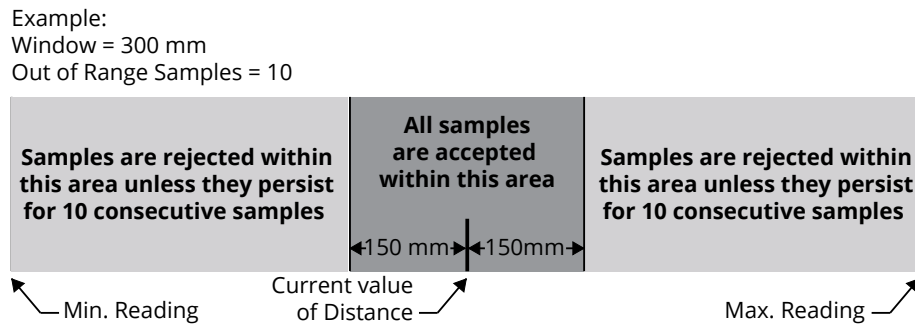 Example:
Window = 300 mm
Out of Range Samples = 10
Samples are rejected within
this area unless they persist
for 10 consecutive samples
All samples
are accepted
within this area
Samples are rejected within
this area unless they persist
for 10 consecutive samples
150 mm
150mm
Min. Reading
Current value
of Distance
Max. Reading